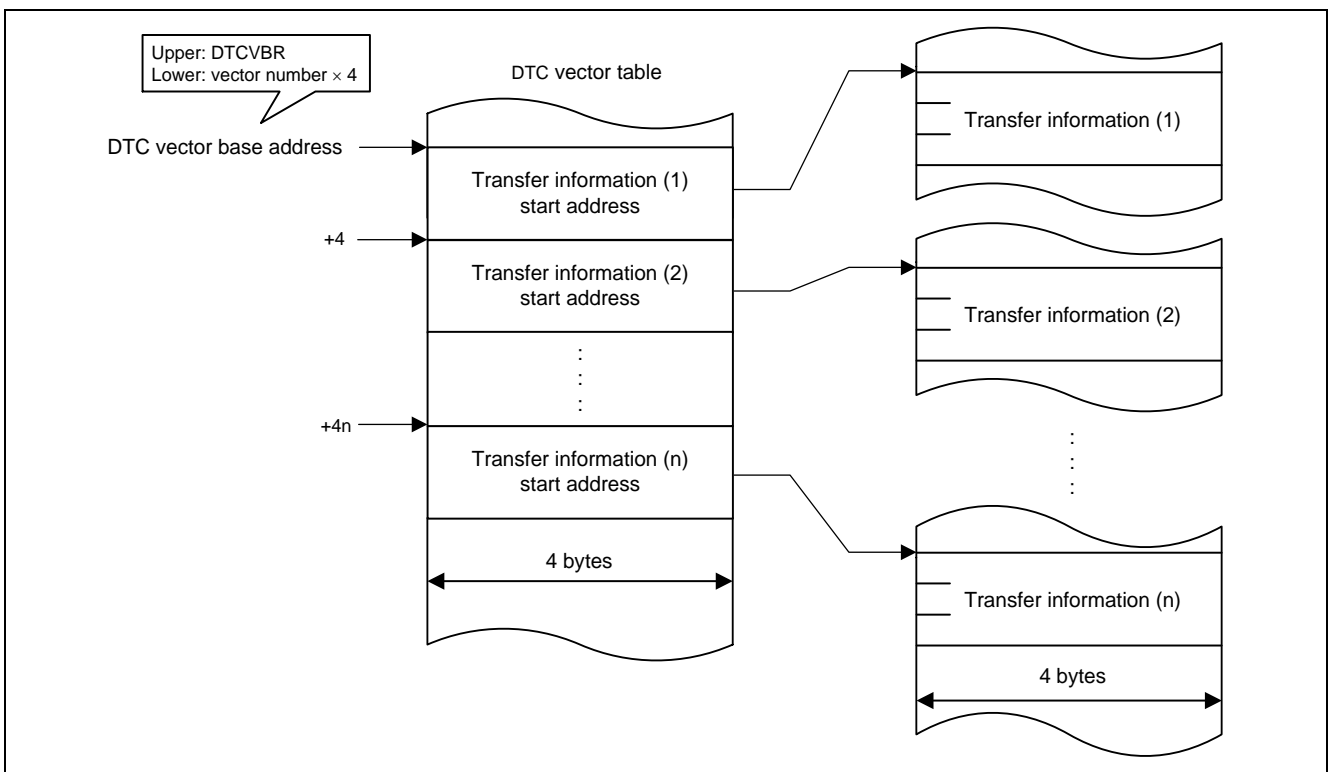 Upper: DTCVBR
Lower: vector number × 4
DTC vector table
DTC vector base address
Transfer information (1)
start address
+4
Transfer information (2)
start address
+4n
Transfer information (n)
start address
4 bytes
Transfer information (1)
Transfer information (2)
Transfer information (n)
4 bytes